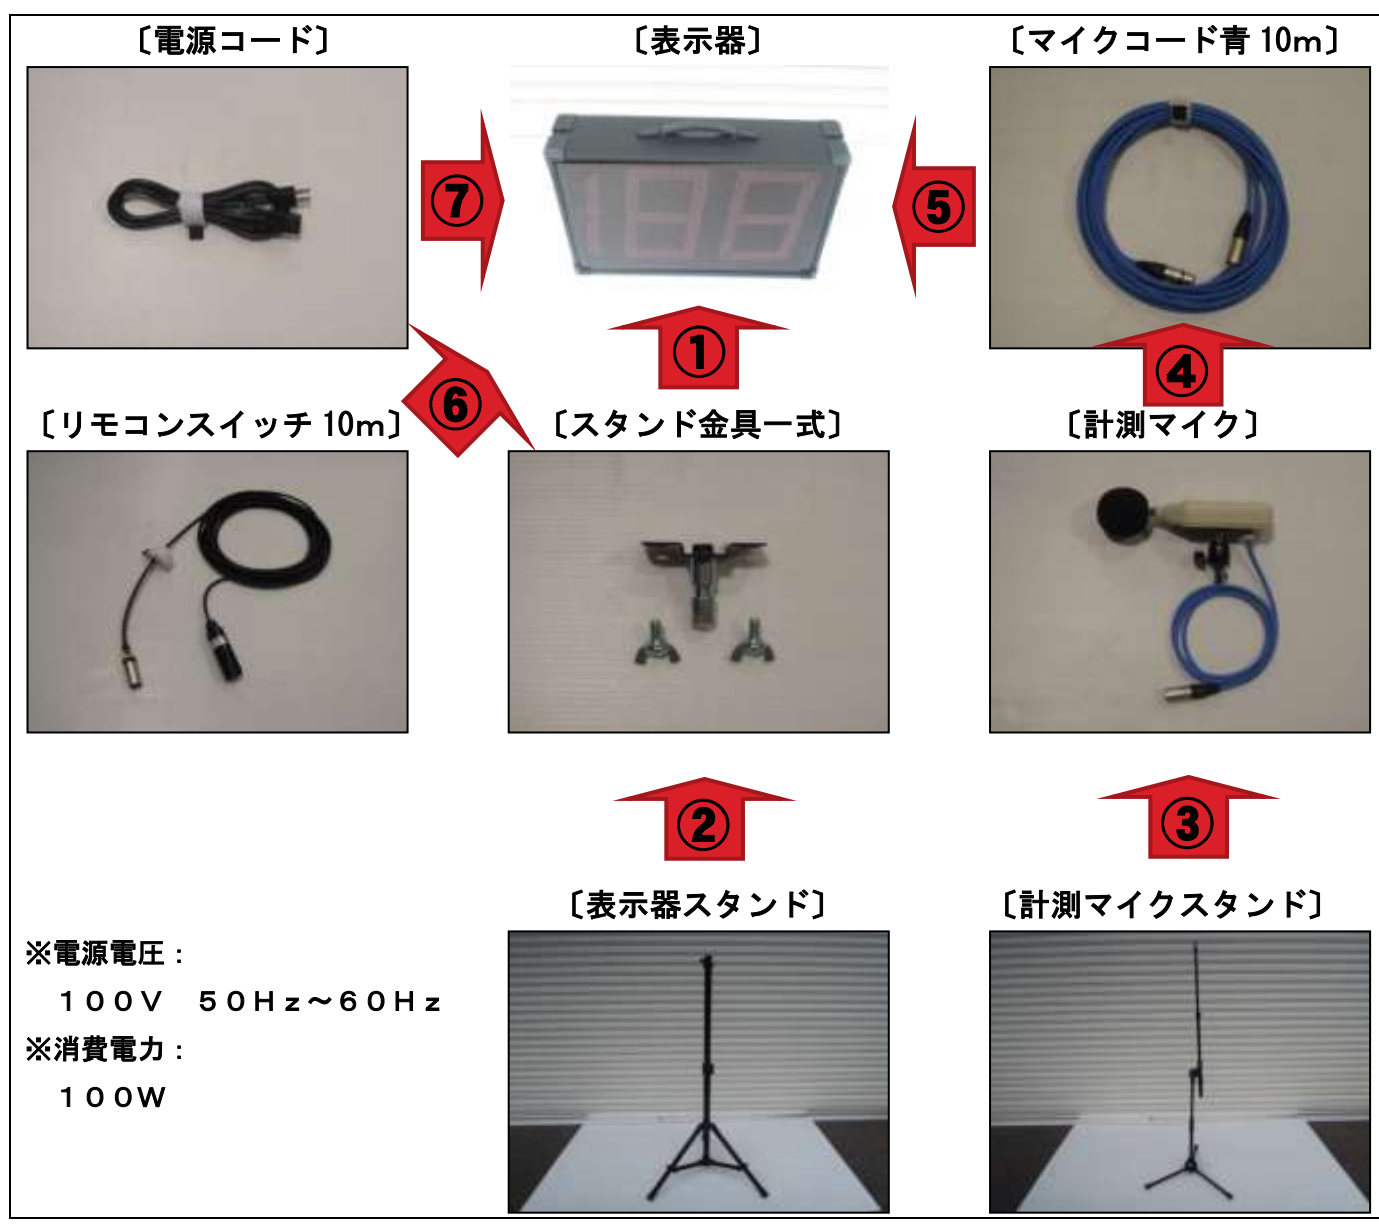 〔電源コード〕
〔表示器〕
〔マイクコード青 10m〕
⑦
188
⑤
①
④
⑥
〔リモコンスイッチ 10m〕
〔スタンド金具一式〕
〔計測マイク〕
②
③
〔表示器スタンド〕
〔計測マイクスタンド〕
※電源電圧：
100V　50Hz～60Hz
※消費電力：
100W